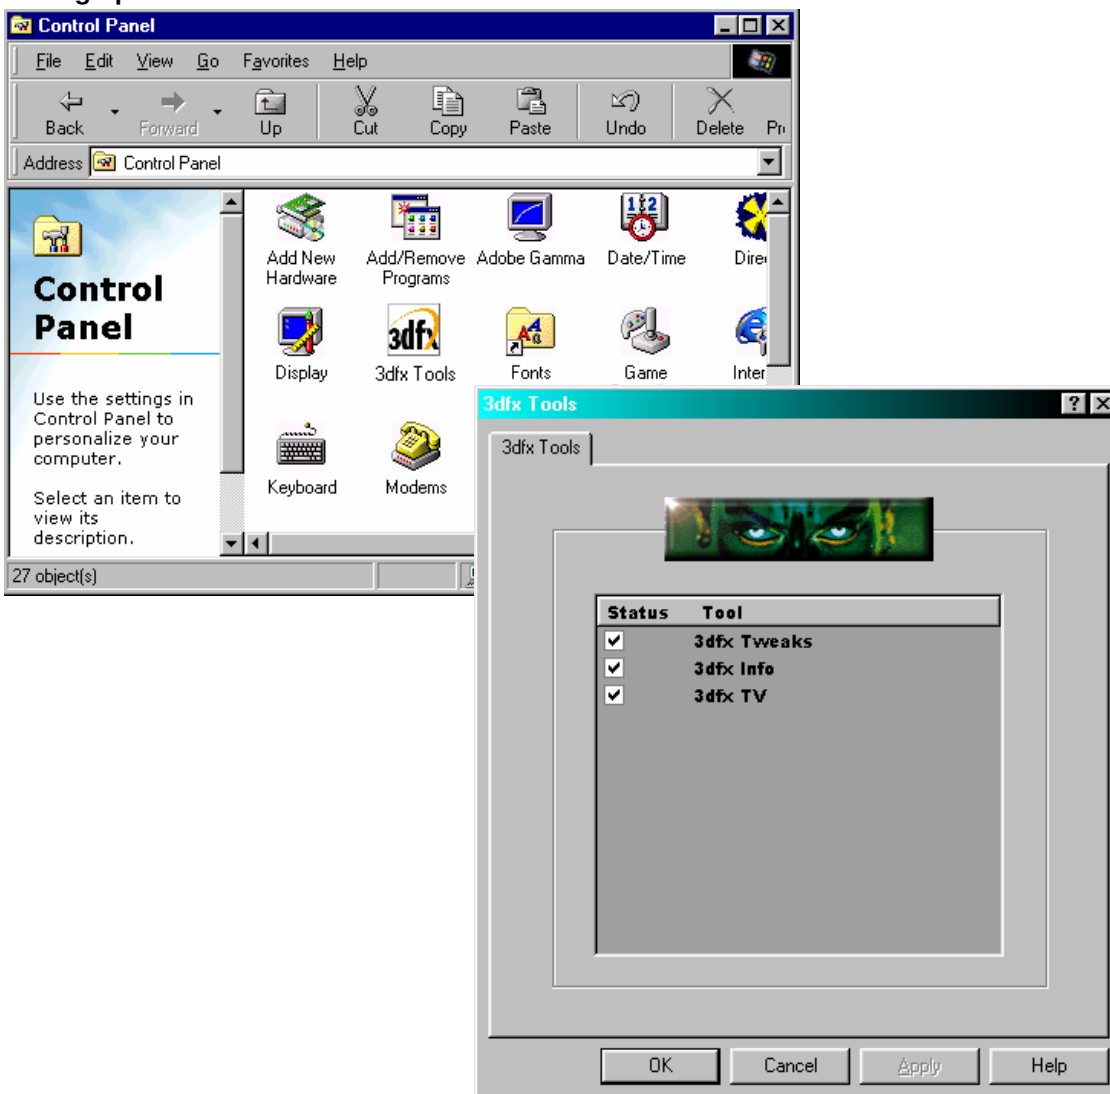 Control Panel
File Edit View Go Favorites Help
Back Forward Up Cut Copy Paste Undo Delete
Address Control Panel
Control
Panel
Use the settings in
Control Panel to
personalize your
computer.
Select an item to
view its
description.
Add New
Hardware
Add/Remove
Programs
Adobe Gamma
Date/Time
Display
3dfx
3dfx Tools
Fonts
Game
Keyboard
Modems
27 object(s)
3dfx Tools
3dfx Tools
Status Tool
3dfx Tweaks
3dfx Info
3dfx TV
OK Cancel Apply Help